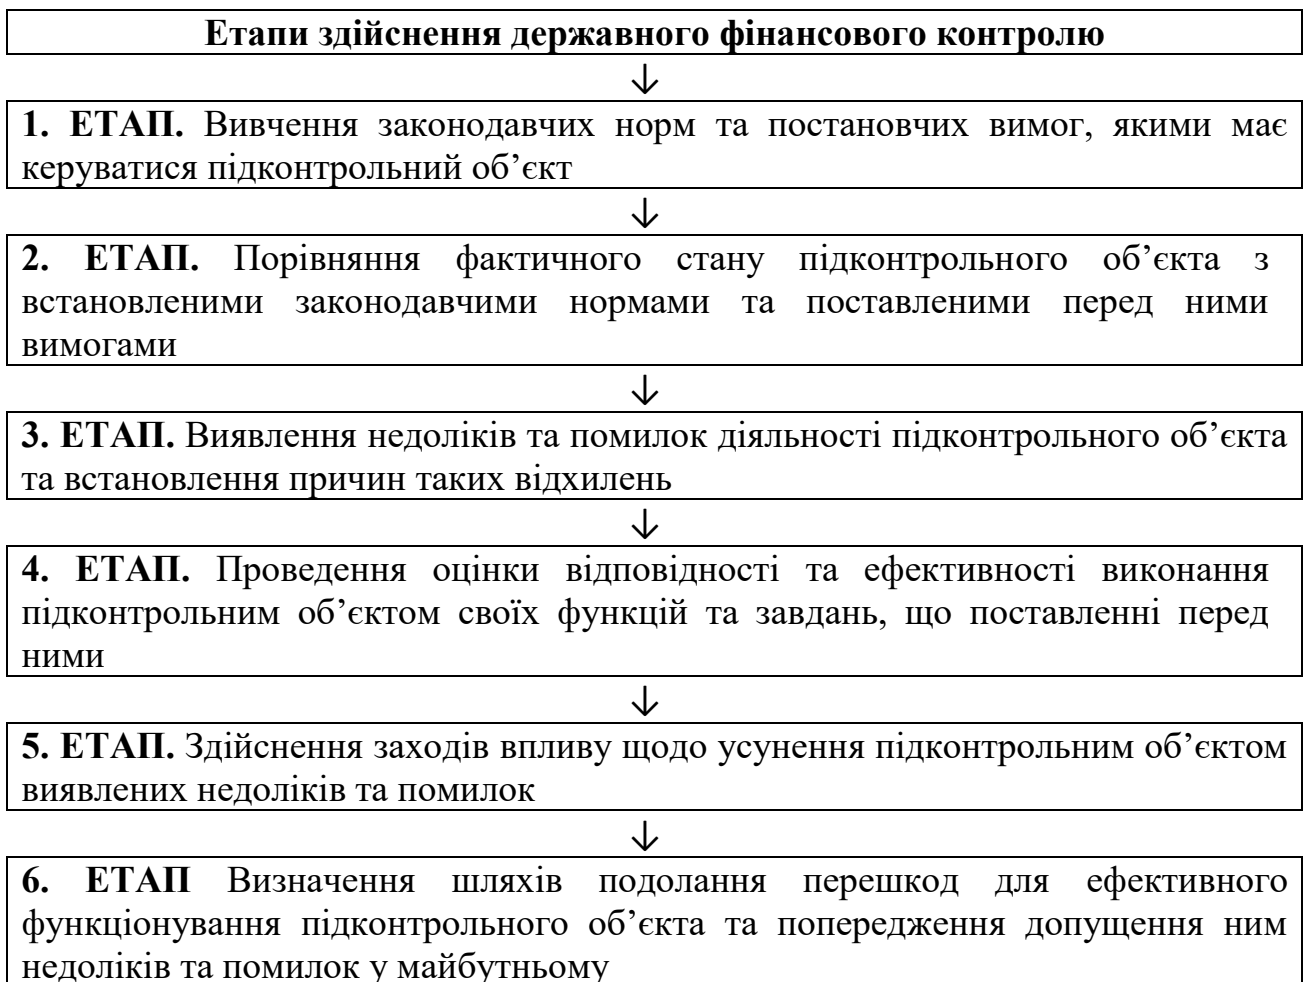 Етапи здійснення державного фінансового контролю
1. ЕТАП. Вивчення законодавчих норм та постановчих вимог, якими має
керуватися підконтрольний об’єкт
2. ЕТАП. Порівняння фактичного стану підконтрольного об’єкта з
встановленими законодавчими нормами та поставленими перед ними
вимогами
3. ЕТАП. Виявлення недоліків та помилок діяльності підконтрольного об’єкта
та встановлення причин таких відхилень
4. ЕТАП. Проведення оцінки відповідності та ефективності виконання
підконтрольним об’єктом своїх функцій та завдань, що поставленні перед
ними
5. ЕТАП. Здійснення заходів впливу щодо усунення підконтрольним об’єктом
виявлених недоліків та помилок
6. ЕТАП Визначення шляхів подолання перешкод для ефективного
функціонування підконтрольного об’єкта та попередження допущення ним
недоліків та помилок у майбутньому